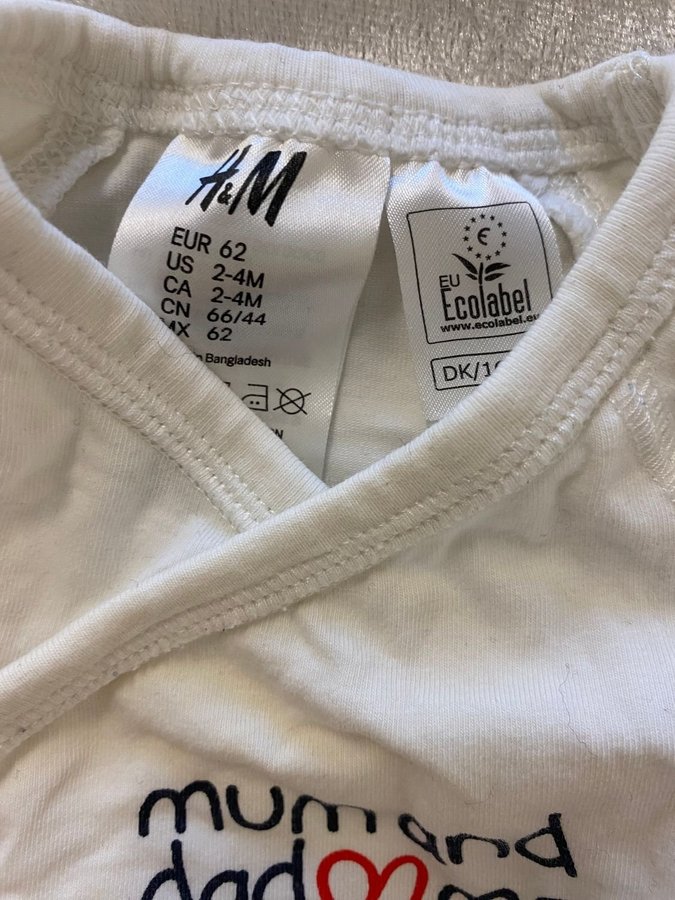 H&M
EUR 62
US 2-4M
CA 2-4M
CN 66/44
MX 62
Bangladesh
EU
Ecolabel
www.ecolabel.eu
DK/
mum and
dad